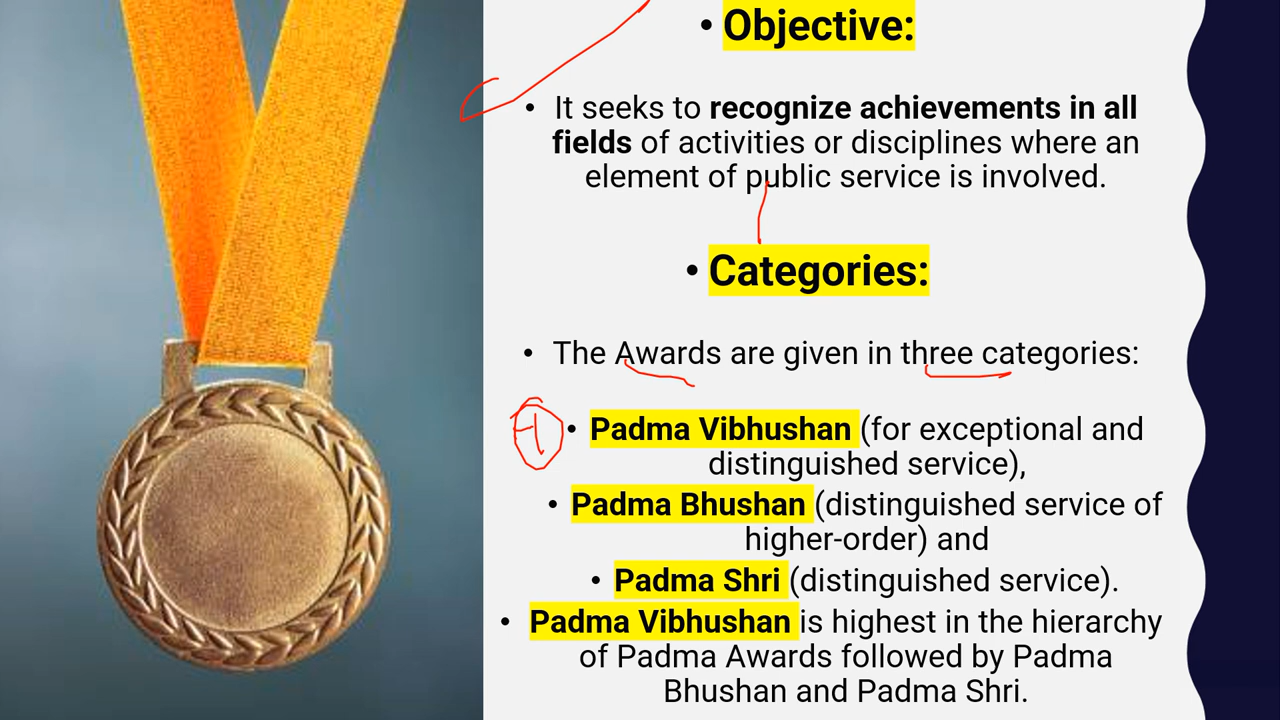 • Objective:
• It seeks to recognize achievements in all
fields of activities or disciplines where an
element of public service is involved.
• Categories:
• The Awards are given in three categories:
• Padma Vibhushan (for exceptional and
distinguished service),
• Padma Bhushan (distinguished service of
higher-order) and
• Padma Shri (distinguished service).
• Padma Vibhushan is highest in the hierarchy
of Padma Awards followed by Padma
Bhushan and Padma Shri.